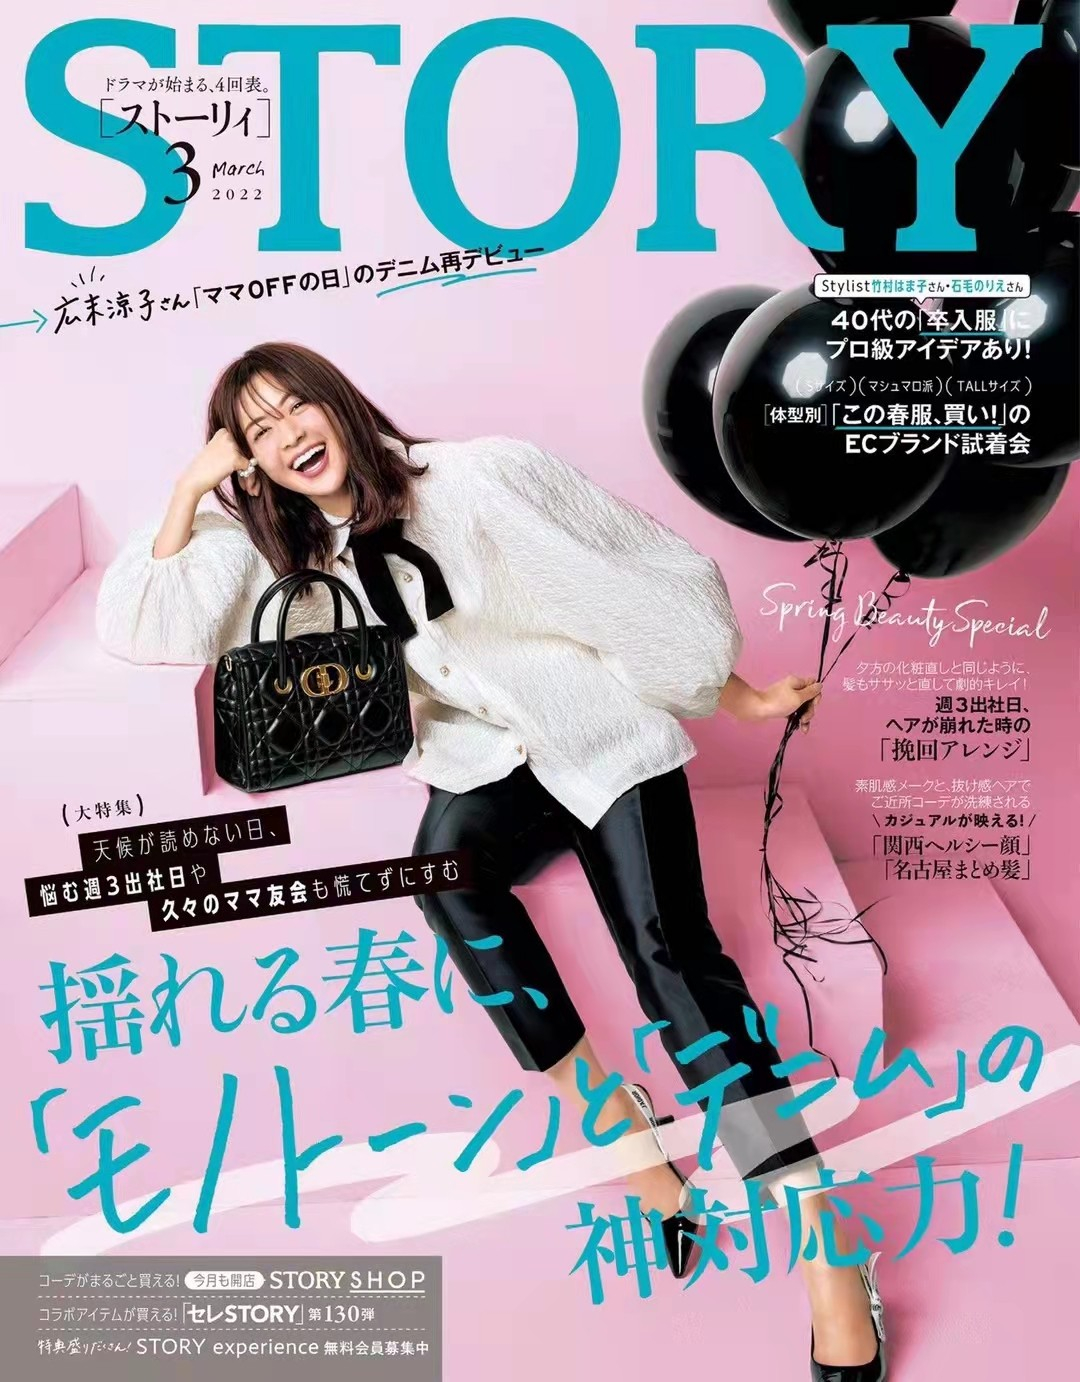 STORY
ドラマが始まる、4回表。
[ストーリィ]
3 March
2022
広末涼子さん「ママOFFの日」のデニム再デビュー
Stylist竹村はま子さん・石毛のりえさん
40代の「卒入服」に
プロ級アイデアあり!
(Sサイズ)(マシュマロ派)(TALLサイズ)
[体型別]「この春服、買い!」の
ECブランド試着会
Spring Beauty Special
夕方の化粧直しと同じように、
髪もササッと直して劇的キレイ!
週3出社日、
ヘアが崩れた時の
「挽回アレンジ」
素肌感メークと、抜け感ヘアで
ご近所コーデが洗練される
\カジュアルが映える!/
「関西ヘルシー顔」
「名古屋まとめ髪」
(大特集)
天候が読めない日、
悩む週3出社日や
久々のママ友会も慌てずにすむ
揺れる春に、
「モノトーン」と「デニム」の
神対応力!
コーデがまるごと買える! 今月も開店 STORY SHOP
コラボアイテムが買える!「セレSTORY」第130弾
特典盛りだくさん! STORY experience 無料会員募集中